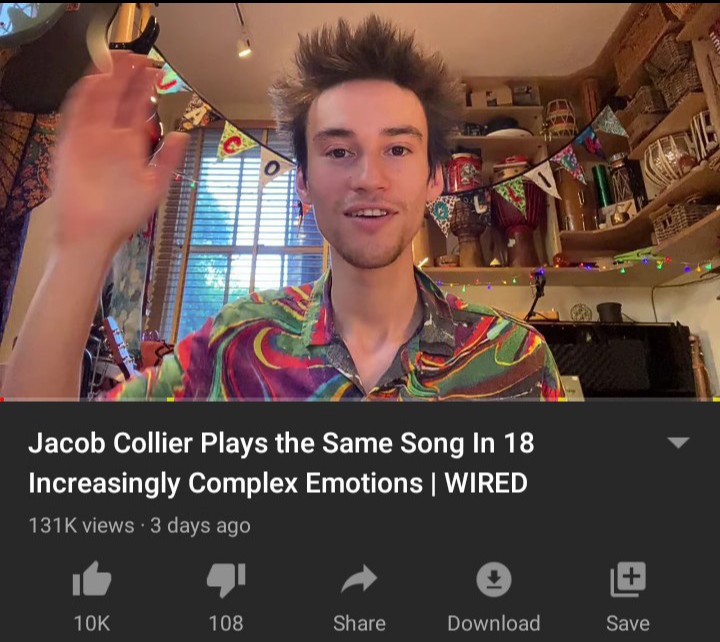 A C O
O L L I
Jacob Collier Plays the Same Song In 18
Increasingly Complex Emotions | WIRED
131K views · 3 days ago
10K
108
Share
Download
Save